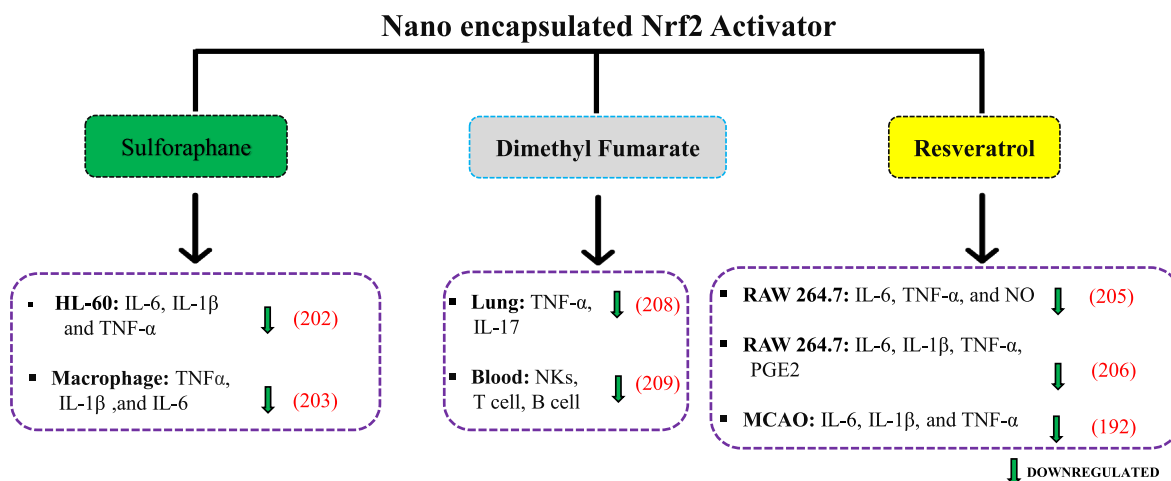 Nano encapsulated Nrf2 Activator
Sulforaphane
Dimethyl Fumarate
Resveratrol
▪ HL-60: IL-6, IL-1β
and TNF-α
(202)
▪ Macrophage: TNFα,
IL-1β ,and IL-6
(203)
▪ Lung: TNF-α,
IL-17
(208)
▪ Blood: NKs,
T cell, B cell
(209)
▪ RAW 264.7: IL-6, TNF-α, and NO
(205)
▪ RAW 264.7: IL-6, IL-1β, TNF-α,
PGE2
(206)
▪ MCAO: IL-6, IL-1β, and TNF-α
(192)
DOWNREGULATED